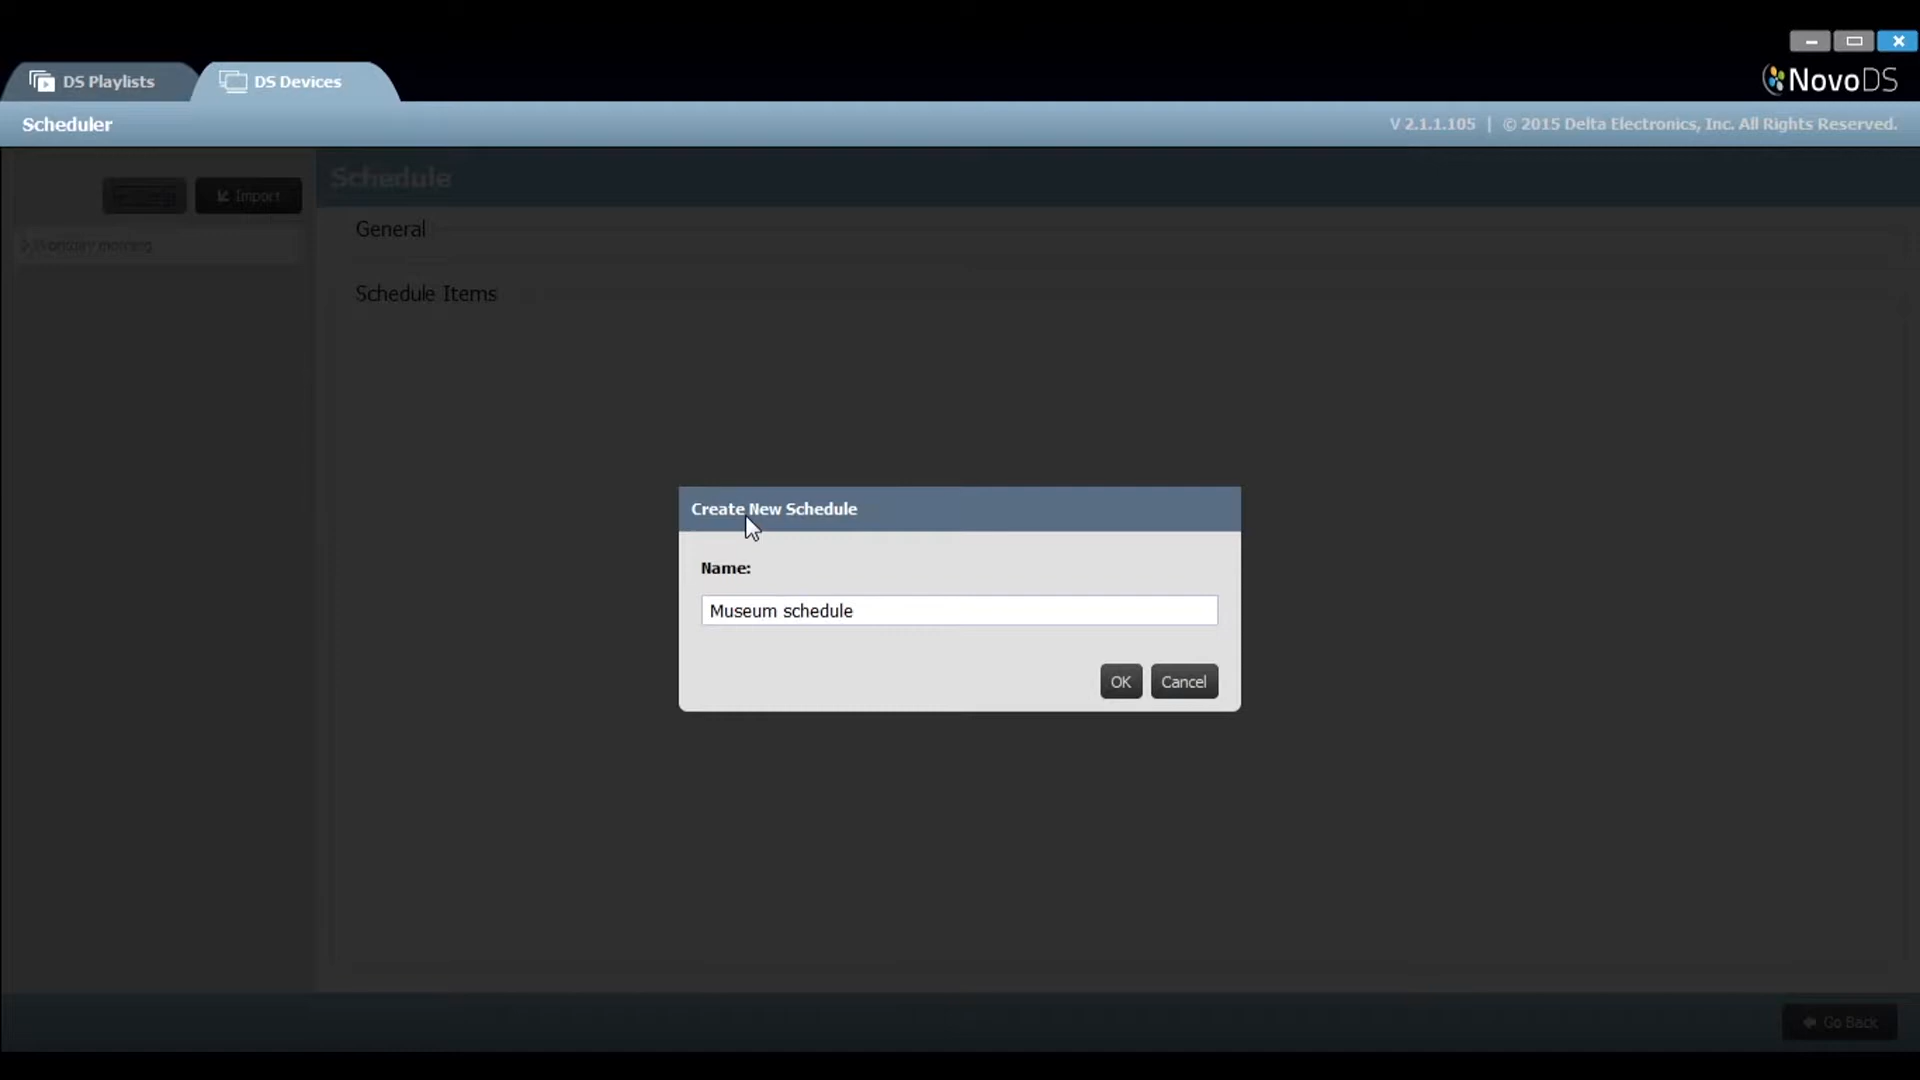 DS Playlists
DS Devices
NovoDS
Scheduler
V 2.1.1.105 | © 2015 Delta Electronics, Inc. All Rights Reserved.
Import
Schedule
General
Schedule Items
Create New Schedule
Name:
Museum schedule
OK
Cancel
Go Back